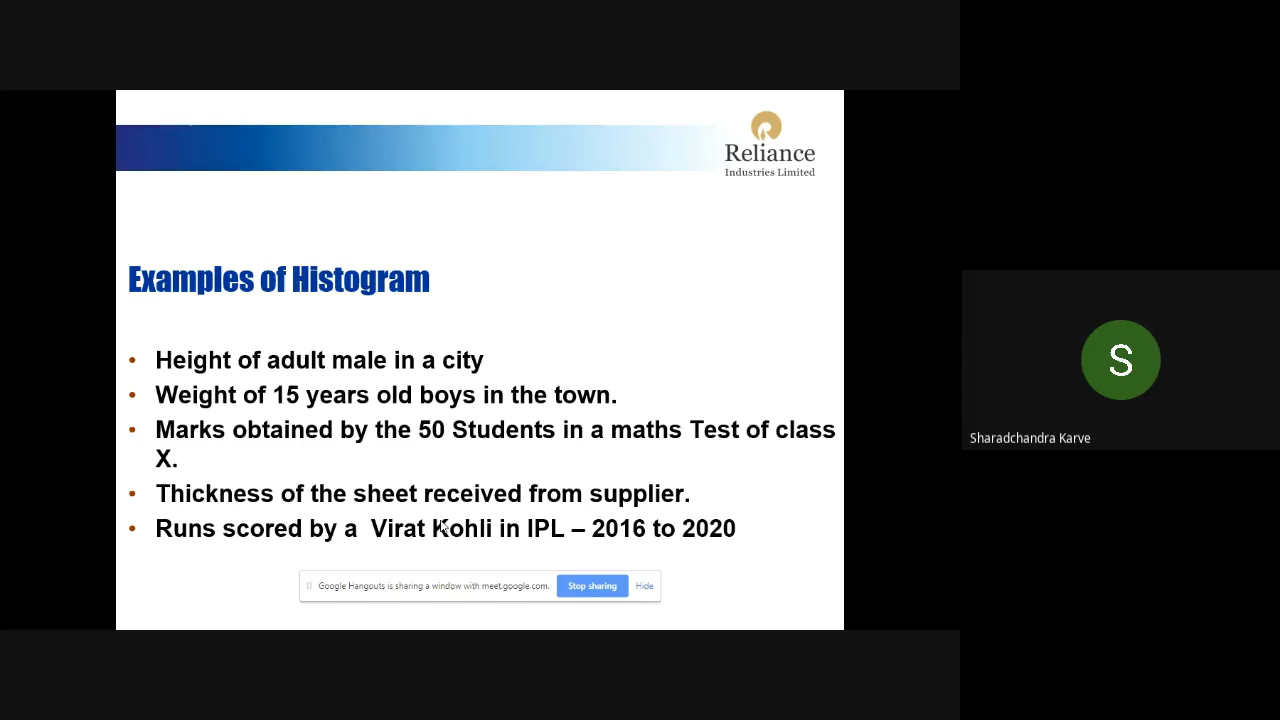 Reliance
Industries Limited
Examples of Histogram
• Height of adult male in a city
• Weight of 15 years old boys in the town.
• Marks obtained by the 50 Students in a maths Test of class
X.
• Thickness of the sheet received from supplier.
• Runs scored by a  Virat Kohli in IPL – 2016 to 2020
Google Hangouts is sharing a window with meet.google.com. Stop sharing Hide
S
Sharadchandra Karve